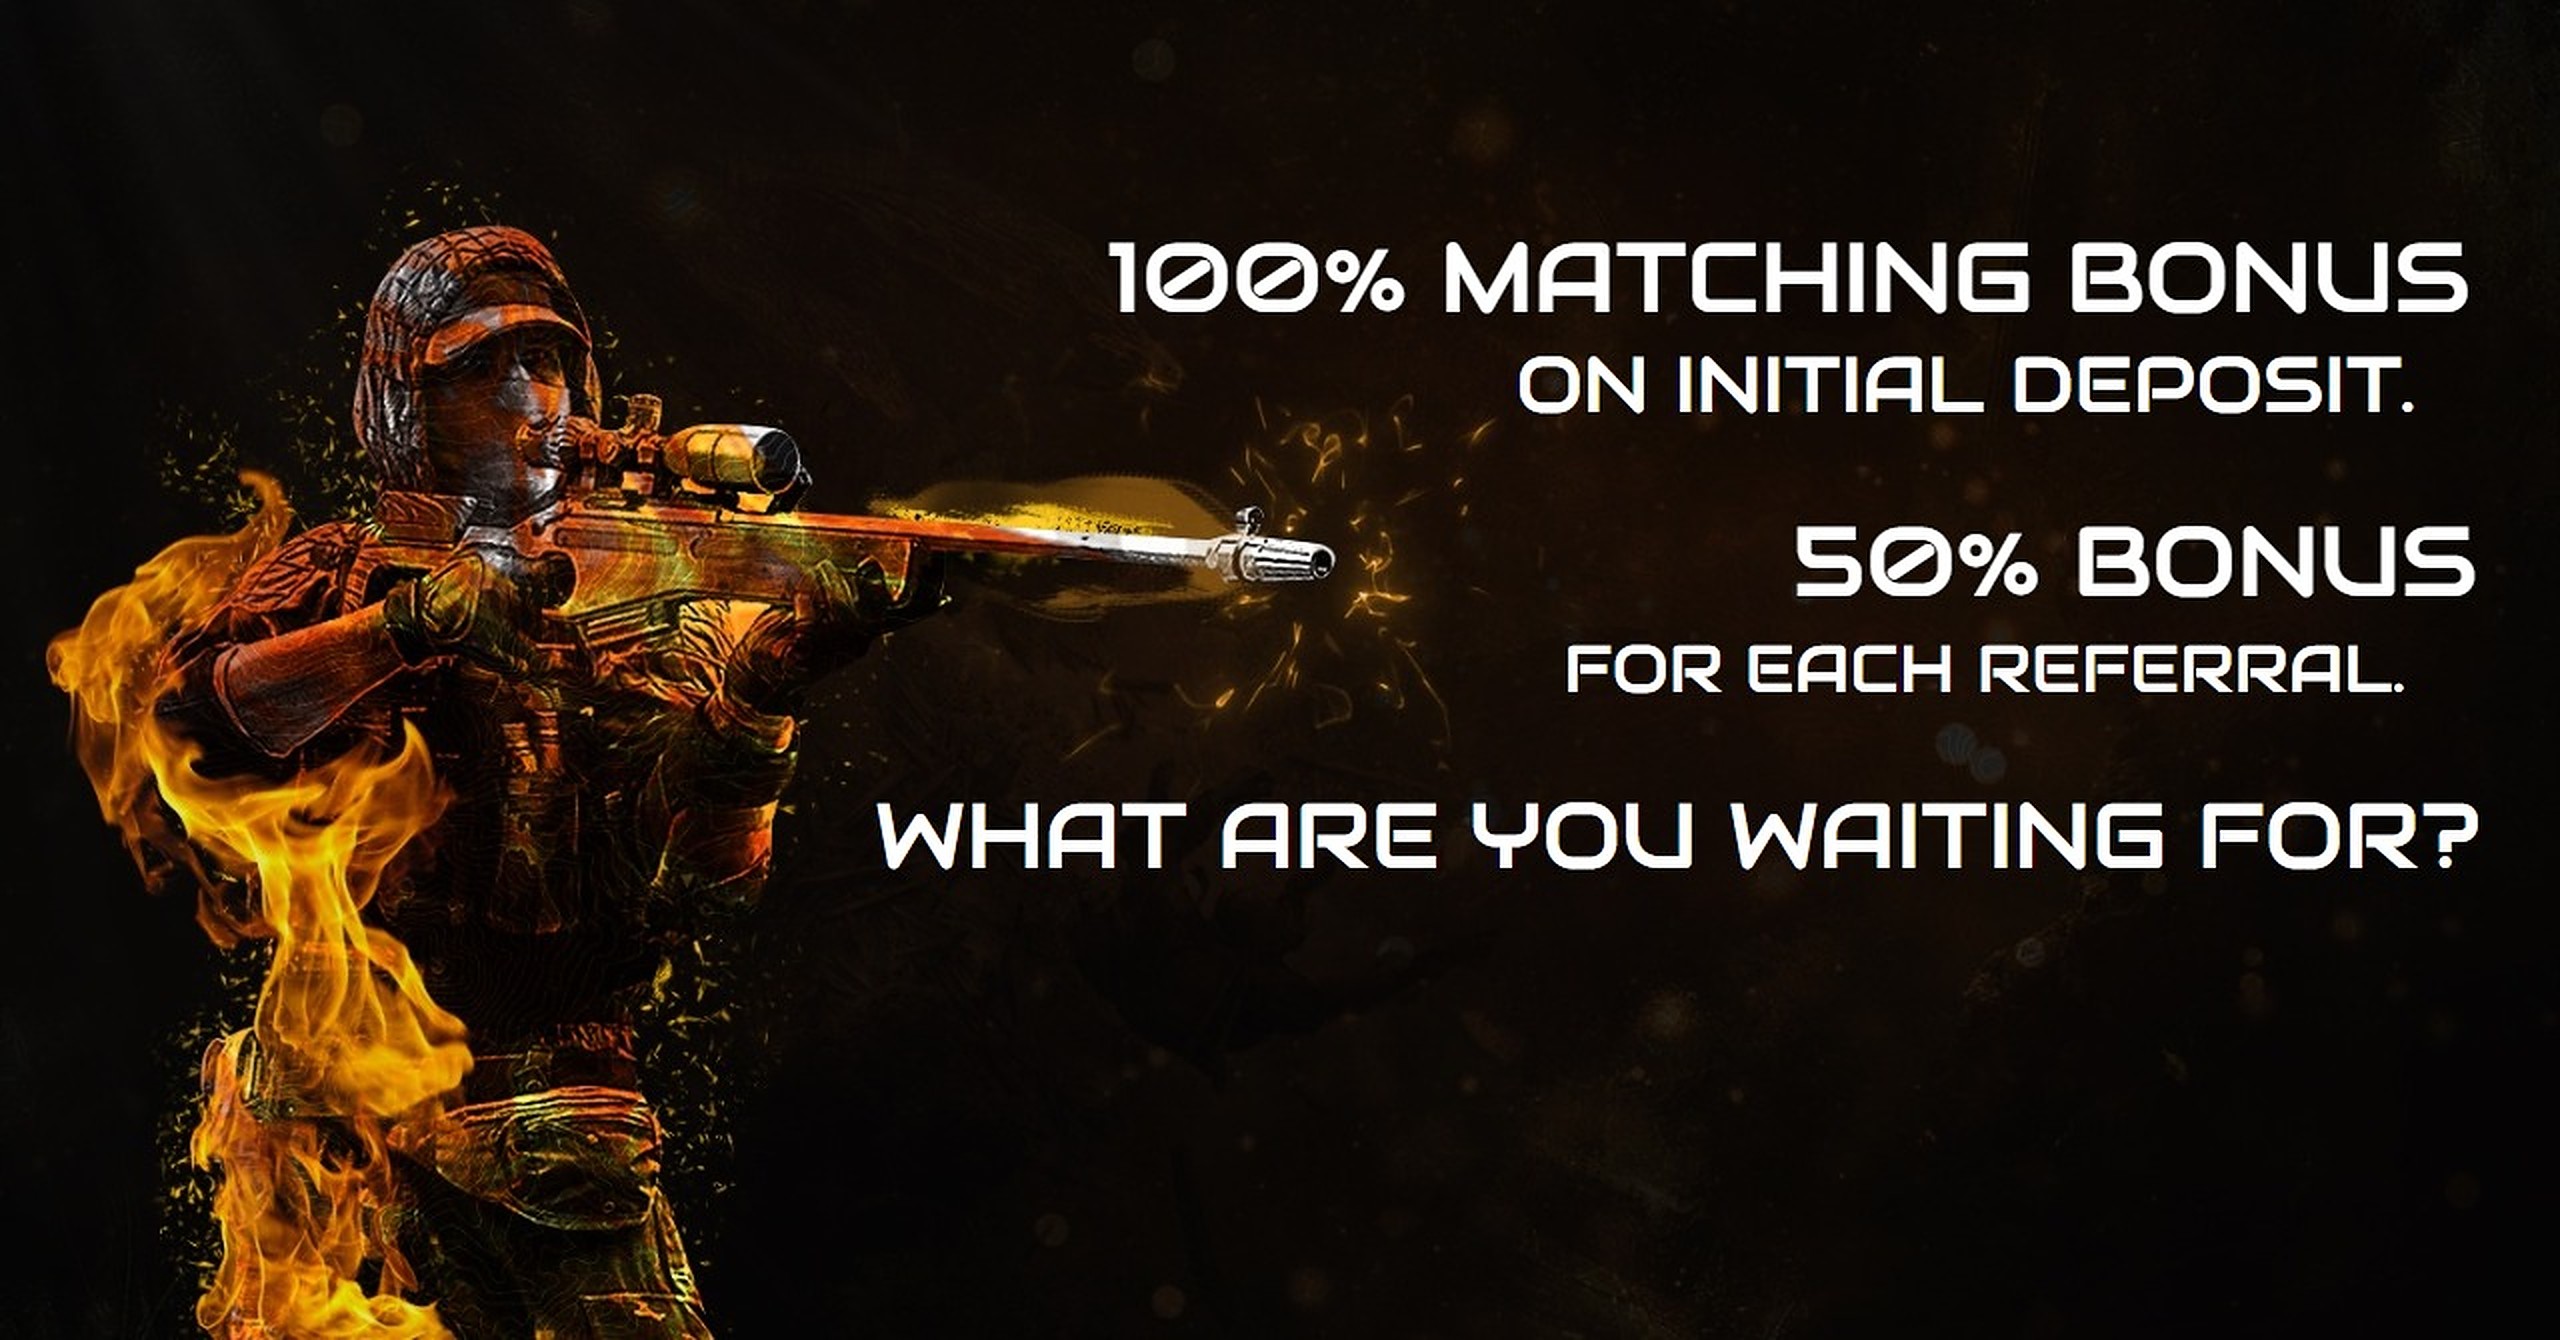 100% MATCHING BONUS
ON INITIAL DEPOSIT.
50% BONUS
FOR EACH REFERRAL.
WHAT ARE YOU WAITING FOR?